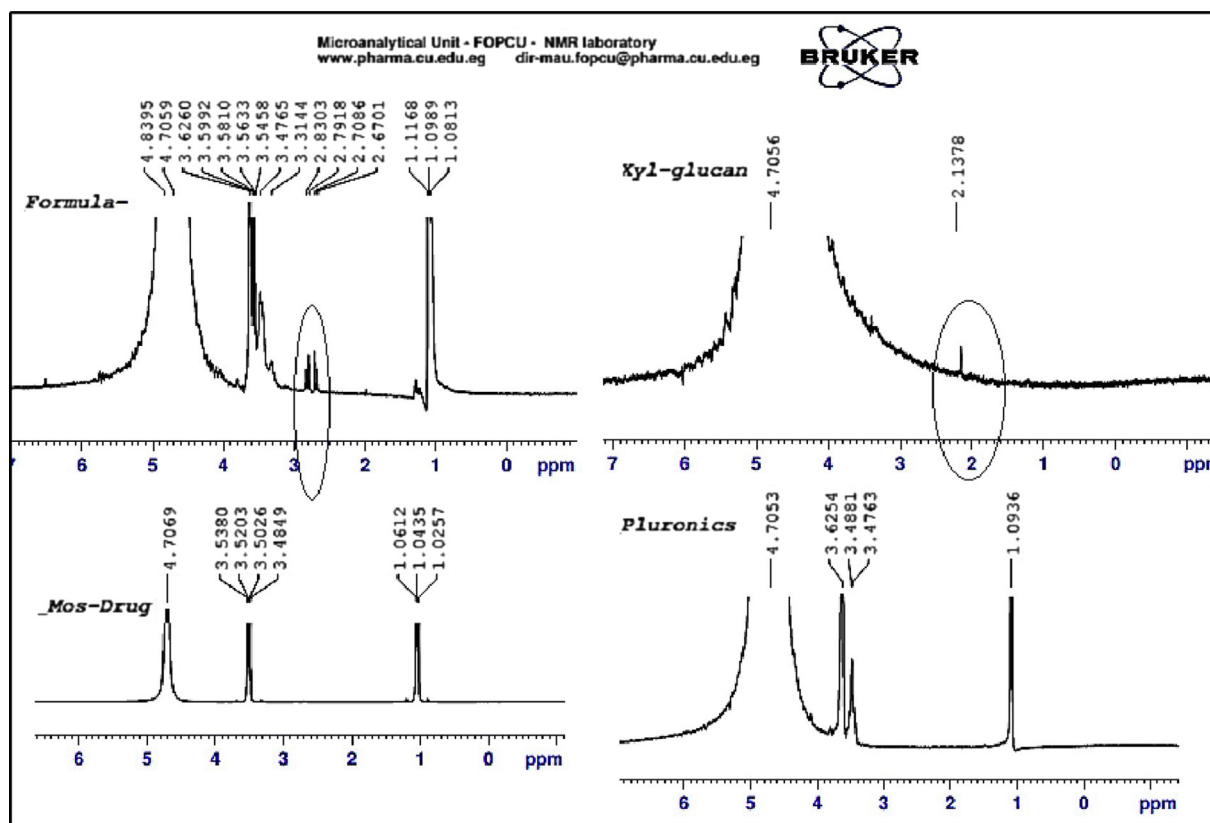 Microanalytical Unit - FOPCU - NMR laboratory
www.pharma.cu.edu.eg dir-mau.fopcu@pharma.cu.edu.eg
BRUKER
4.8395
4.7059
3.6260
3.5992
3.5810
3.5633
3.5458
3.4765
3.3144
2.8303
2.7918
2.7086
2.6701
1.1168
1.0989
1.0813
Formula-
7 6 5 4 3 2 1 0 ppm
4.7056
2.1378
Xyl-glucan
7 6 5 4 3 2 1 0 ppm
4.7069
3.5380
3.5203
3.5026
3.4849
1.0612
1.0435
1.0257
_Mos-Drug
6 5 4 3 2 1 0 ppm
4.7053
3.6254
3.4881
3.4763
1.0936
Pluronics
6 5 4 3 2 1 0 ppm